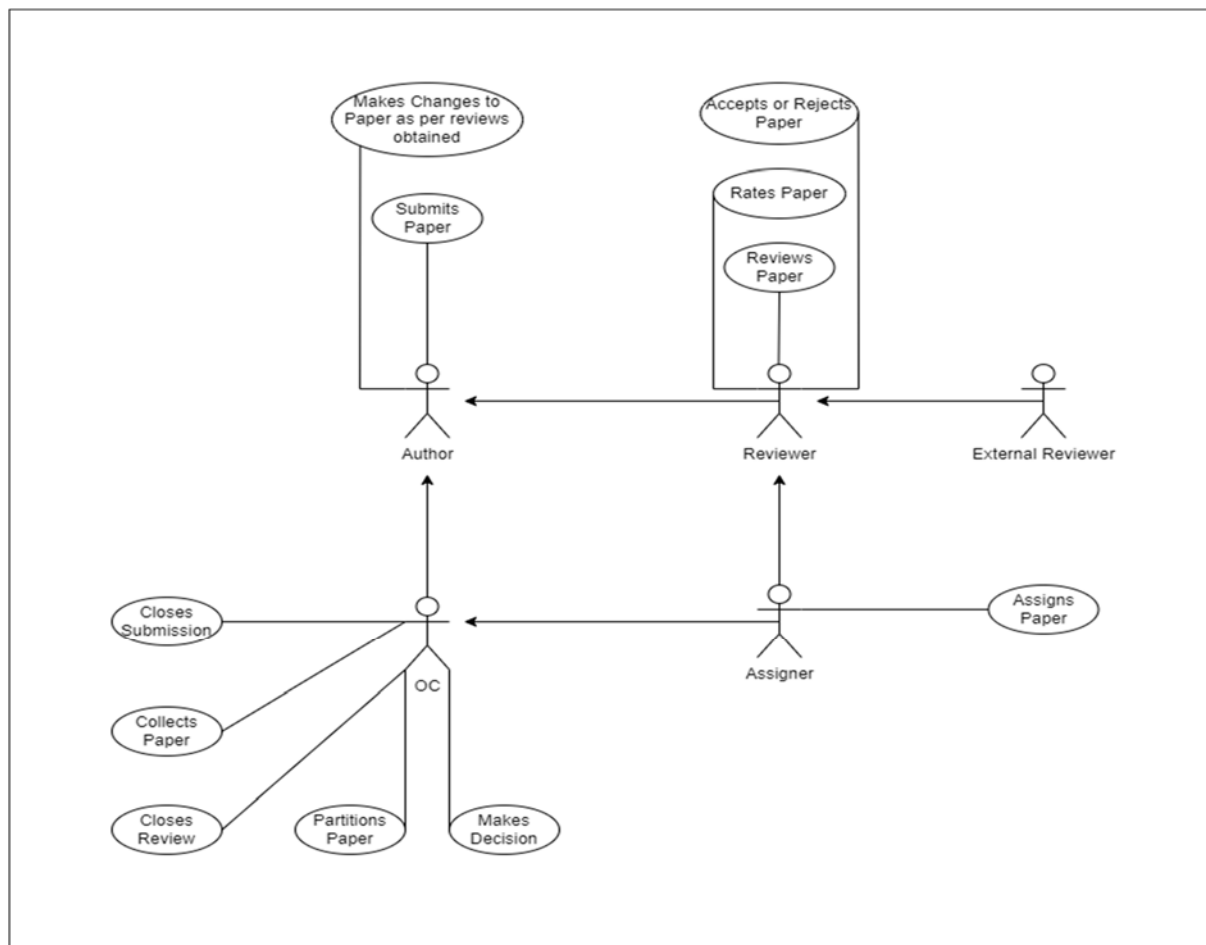 Makes Changes to
Paper as per reviews
obtained
Accepts or Rejects
Paper
Rates Paper
Submits
Paper
Reviews
Paper
Author
Reviewer
External Reviewer
Closes
Submission
Assigns
Paper
Assigner
OC
Collects
Paper
Closes
Review
Partitions
Paper
Makes
Decision